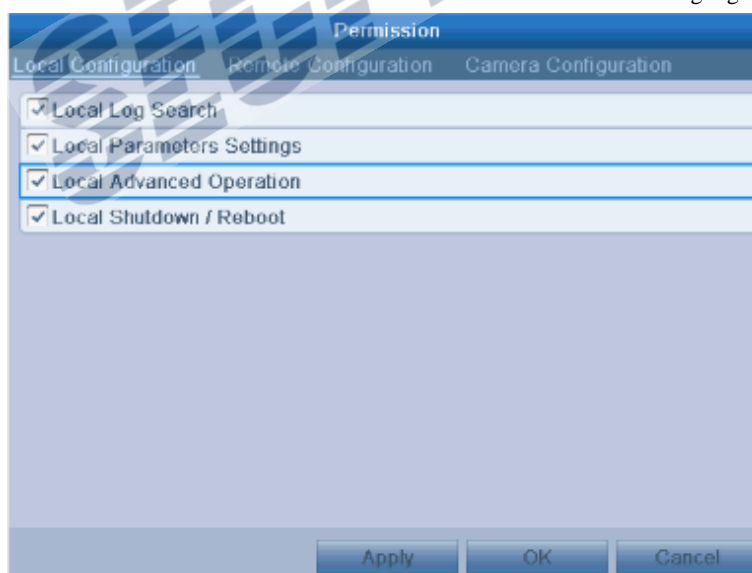 Permission
Local Configuration Remote Configuration Camera Configuration
Local Log Search
Local Parameters Settings
Local Advanced Operation
Local Shutdown / Reboot
Apply OK Cancel